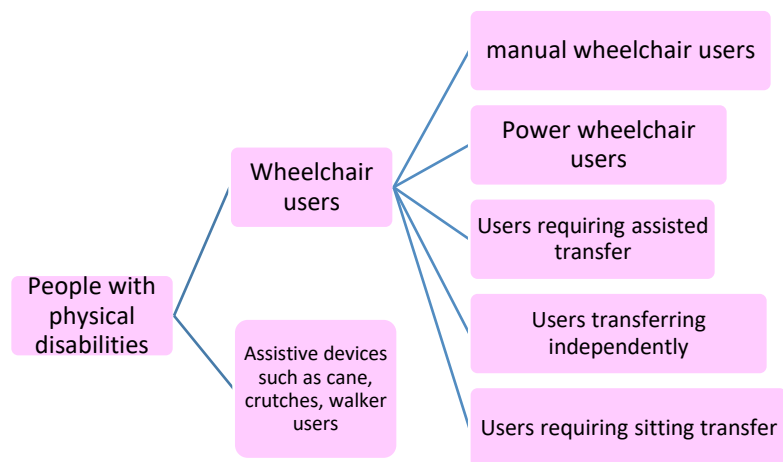 People with
physical
disabilities
Wheelchair
users
Assistive devices
such as cane,
crutches, walker
users
manual wheelchair users
Power wheelchair
users
Users requiring assisted
transfer
Users transferring
independently
Users requiring sitting transfer